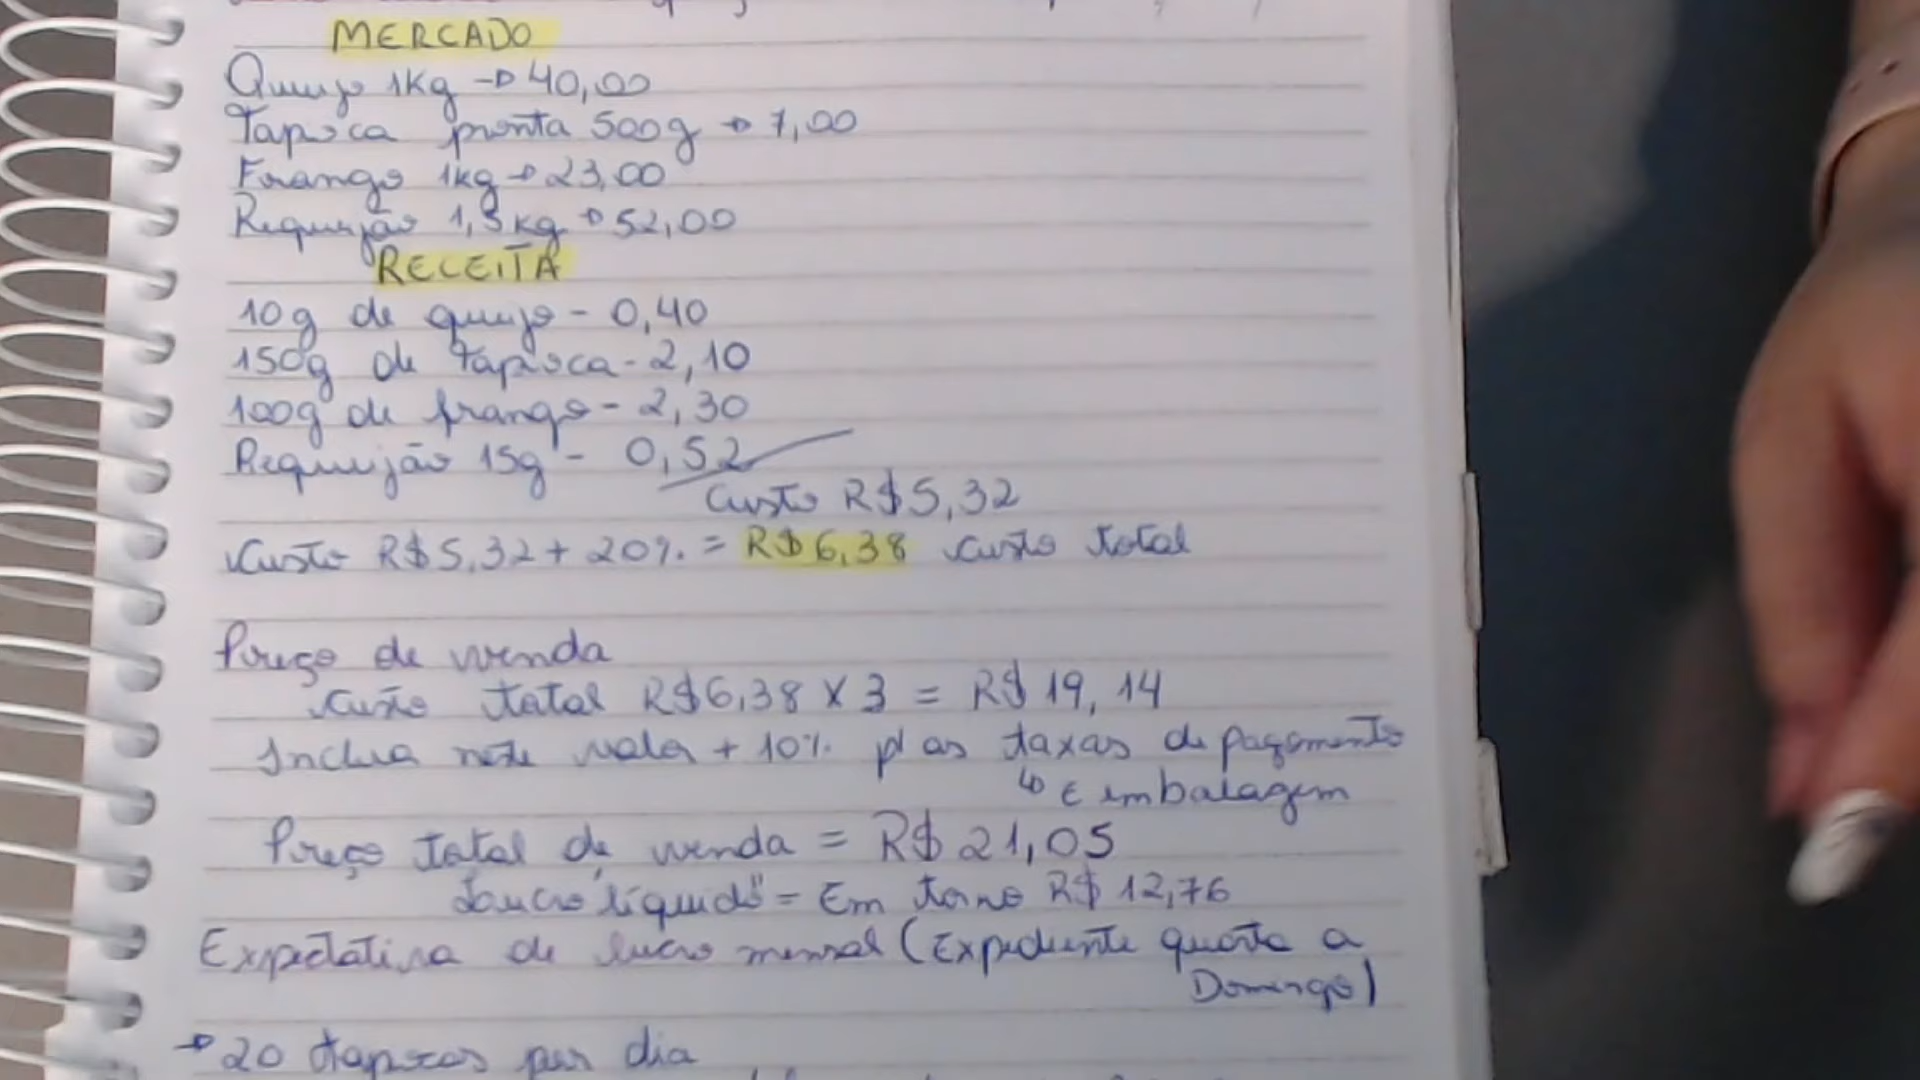 MERCADO
Queijo 1Kg → 40,00
Tapioca pronta 500g → 7,00
Frango 1kg → 23,00
Requeijão 1,5kg → 52,00
RECEITA
10g de queijo - 0,40
150g de tapioca - 2,10
100g de frango - 2,30
Requeijão 15g - 0,52
Custo R$5,32
Custo R$5,32 + 20% = R$6,38 custo total
Preço de venda
custo total R$6,38 X 3 = R$ 19,14
Inclua neste valor + 10% p/ as taxas de pagamento
↳ E embalagem
Preço total de venda = R$ 21,05
"Lucro líquido" = Em torno R$ 12,76
Expectativa de lucro mensal (Expediente quarta a
Domingo)
→ 20 tapiocas por dia